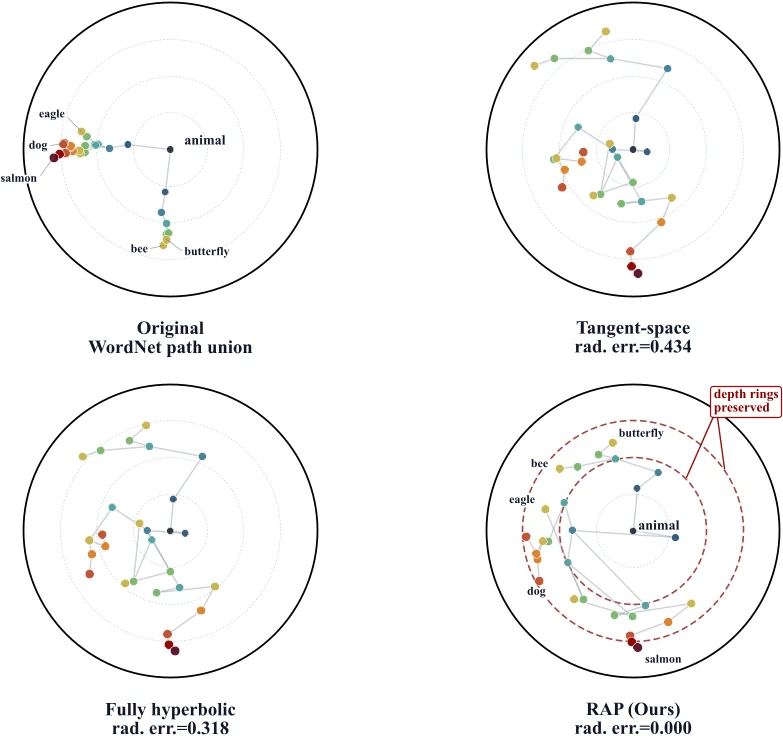 eagle
dog
salmon
animal
bee
butterfly
Original
WordNet path union
Tangent-space
rad. err.=0.434
Fully hyperbolic
rad. err.=0.318
depth rings
preserved
butterfly
bee
eagle
animal
dog
salmon
RAP (Ours)
rad. err.=0.000